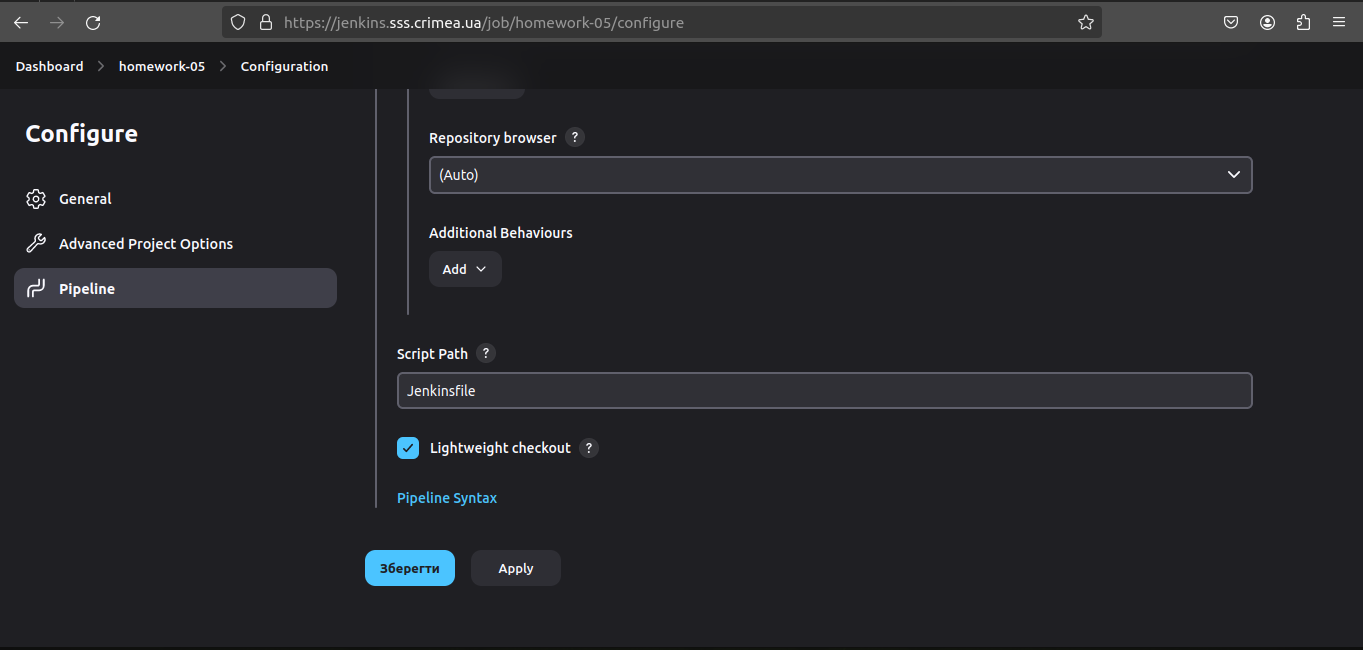 https://jenkins.sss.crimea.ua/job/homework-05/configure
Dashboard > homework-05 > Configuration
Configure
General
Advanced Project Options
Pipeline
Repository browser ?
(Auto)
Additional Behaviours
Add
Script Path ?
Jenkinsfile
Lightweight checkout ?
Pipeline Syntax
Зберегти
Apply